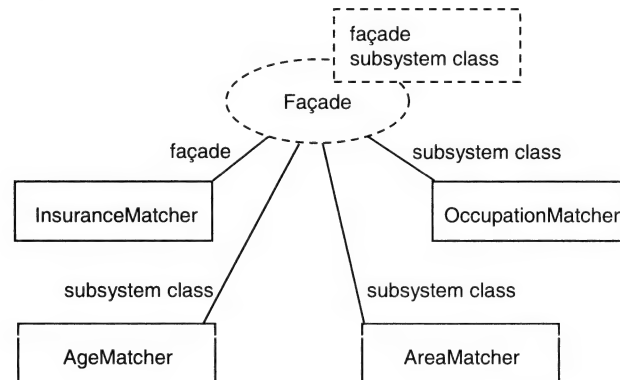 façade
subsystem class
Façade
façade
subsystem class
InsuranceMatcher
OccupationMatcher
subsystem class
subsystem class
AgeMatcher
AreaMatcher